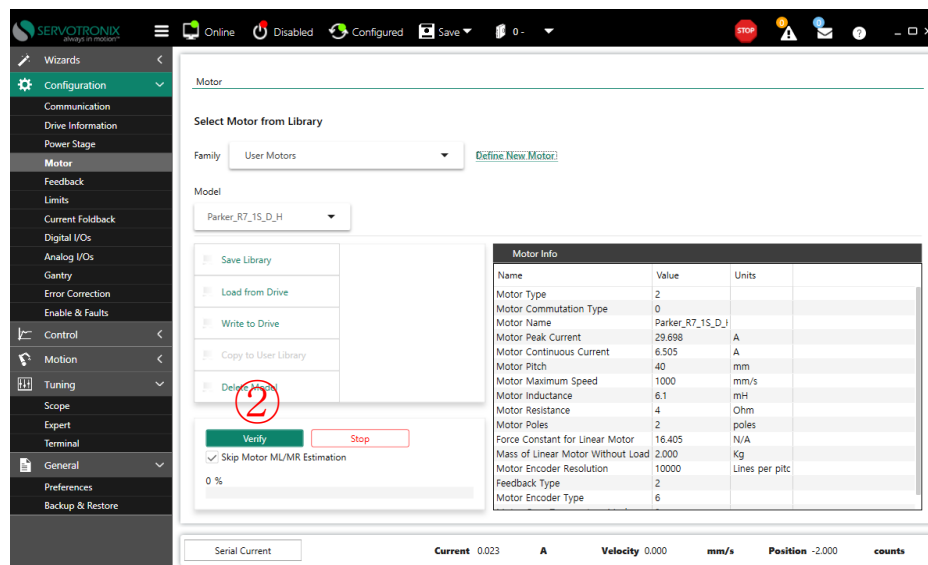 SERVOTRONIX
always in motion™
Online
Disabled
Configured
Save
0 -
STOP
0
0
?
Wizards
Configuration
Communication
Drive Information
Power Stage
Motor
Feedback
Limits
Current Foldback
Digital I/Os
Analog I/Os
Gantry
Error Correction
Enable & Faults
Control
Motion
Tuning
Scope
Expert
Terminal
General
Preferences
Backup & Restore
Motor
Select Motor from Library
Family User Motors Define New Motor
Model
Parker_R7_1S_D_H
Save Library
Load from Drive
Write to Drive
Copy to User Library
Delete Model
②
Verify Stop
Skip Motor ML/MR Estimation
0 %
Motor Info
Name Value Units
Motor Type 2
Motor Commutation Type 0
Motor Name Parker_R7_1S_D_H
Motor Peak Current 29.698 A
Motor Continuous Current 6.505 A
Motor Pitch 40 mm
Motor Maximum Speed 1000 mm/s
Motor Inductance 6.1 mH
Motor Resistance 4 Ohm
Motor Poles 2 poles
Force Constant for Linear Motor 16.405 N/A
Mass of Linear Motor Without Load 2.000 Kg
Motor Encoder Resolution 10000 Lines per pitc
Feedback Type 2
Motor Encoder Type 6
Serial Current Current 0.023 A Velocity 0.000 mm/s Position -2.000 counts